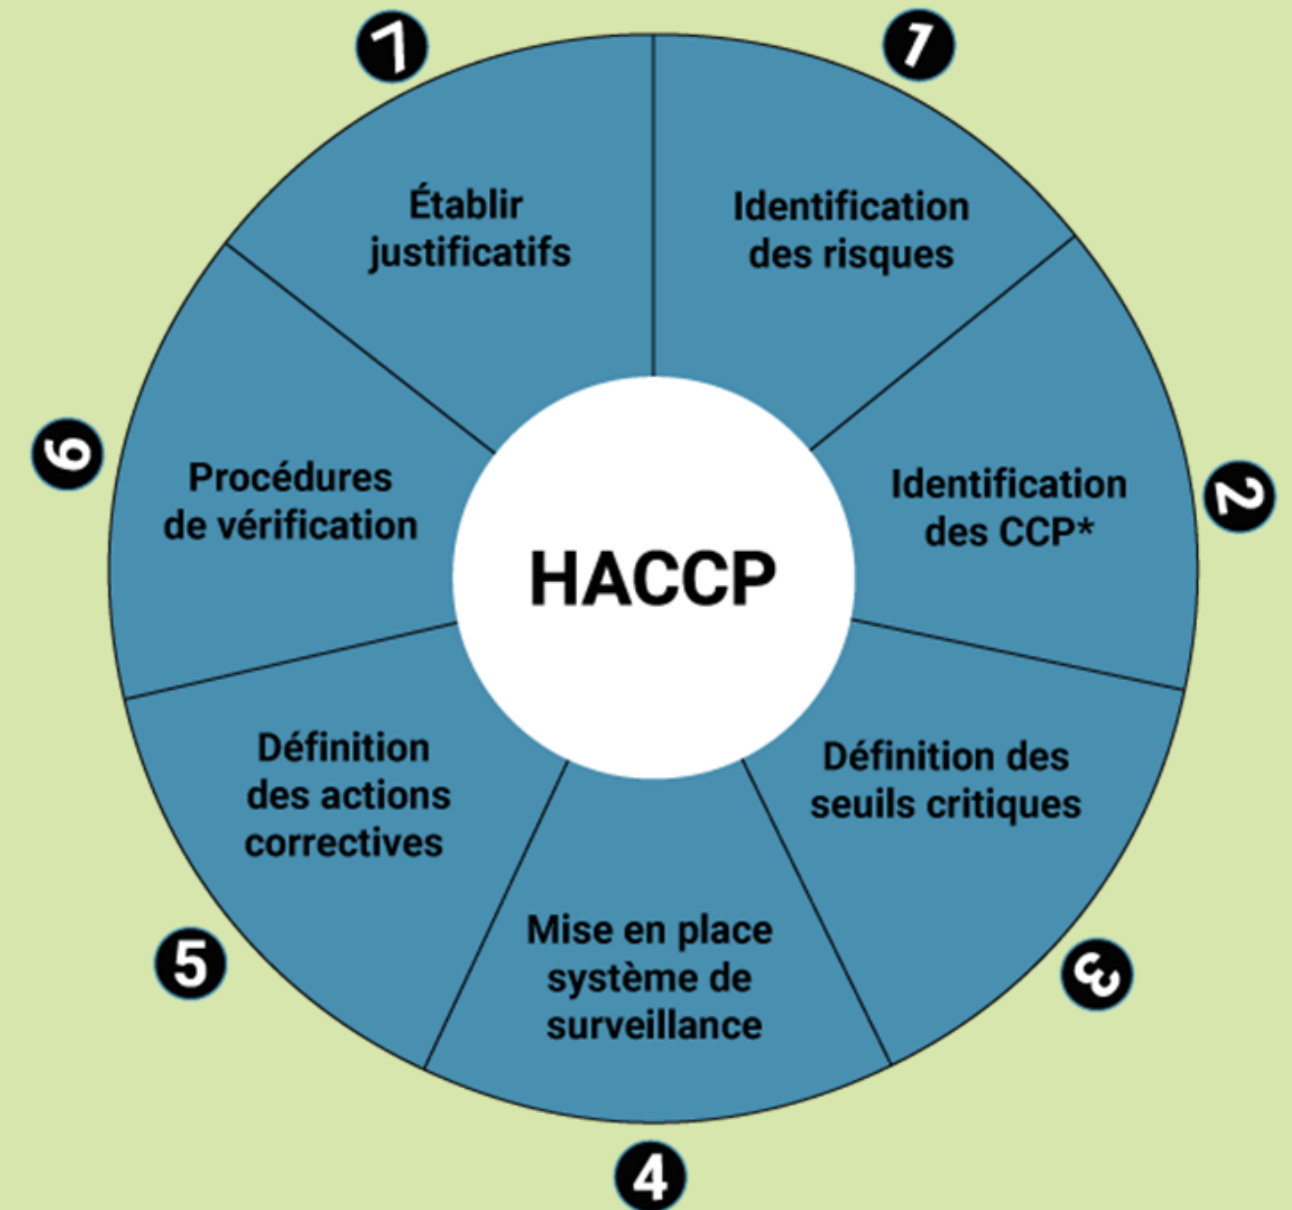 1
Identification
des risques
2
Identification
des CCP*
3
Définition des
seuils critiques
4
Mise en place
système de
surveillance
5
Définition
des actions
correctives
6
Procédures
de vérification
7
Établir
justificatifs
HACCP